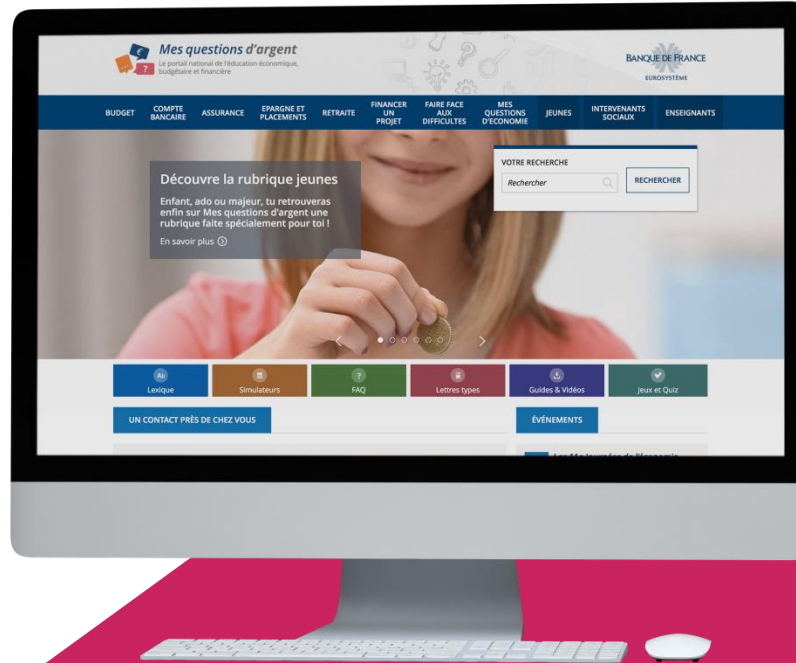 Mes questions d'argent
Le portail national de l'éducation économique,
budgétaire et financière
BANQUE DE FRANCE
EUROSYSTÈME
BUDGET
COMPTE
BANCAIRE
ASSURANCE
EPARGNE ET
PLACEMENTS
RETRAITE
FINANCER
UN
PROJET
FAIRE FACE
AUX
DIFFICULTES
MES
QUESTIONS
D'ECONOMIE
JEUNES
INTERVENANTS
SOCIAUX
ENSEIGNANTS
Découvre la rubrique jeunes
Enfant, ado ou majeur, tu retrouveras
enfin sur Mes questions d'argent une
rubrique faite spécialement pour toi !
En savoir plus
VOTRE RECHERCHE
Rechercher
RECHERCHER
Lexique
Simulateurs
FAQ
Lettres types
Guides & Vidéos
Jeux et Quiz
UN CONTACT PRÈS DE CHEZ VOUS
ÉVÉNEMENTS